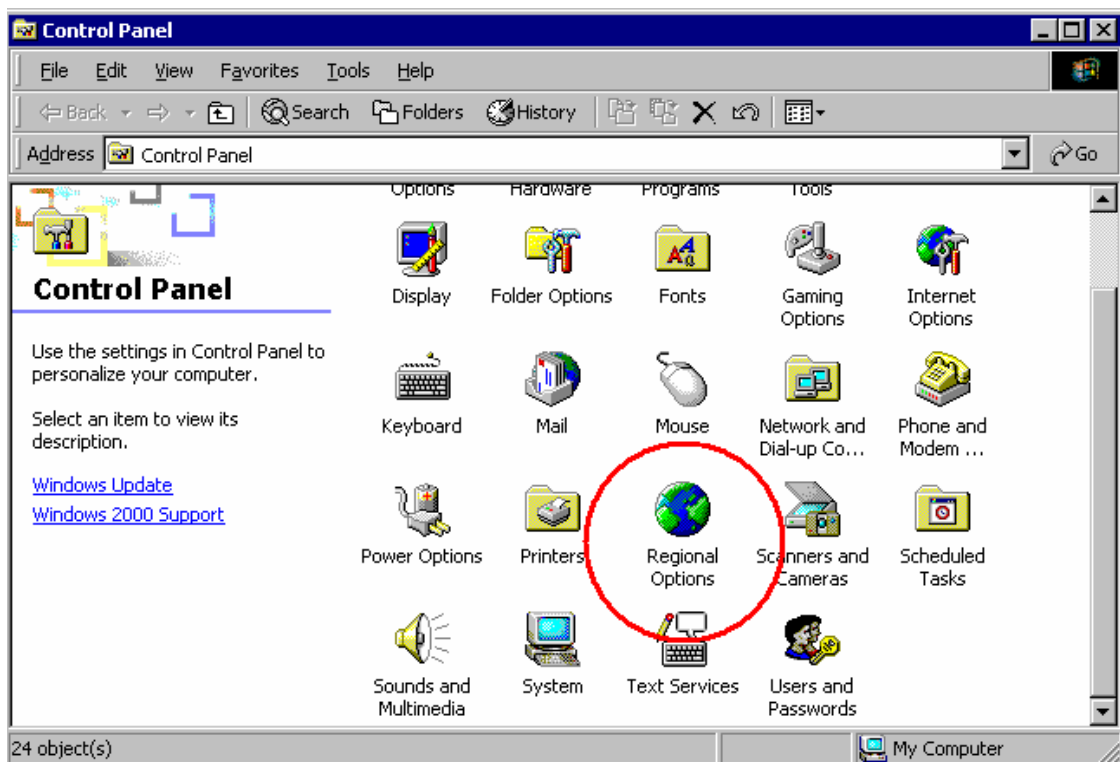 Control Panel
File Edit View Favorites Tools Help
Back Search Folders History
Address Control Panel Go
Options Hardware Programs Tools
Control Panel
Use the settings in Control Panel to
personalize your computer.
Select an item to view its
description.
Windows Update
Windows 2000 Support
Display Folder Options Fonts Gaming Internet
Options Options
Keyboard Mail Mouse Network and Phone and
Dial-up Co... Modem ...
Power Options Printers Regional Scanners and Scheduled
Options Cameras Tasks
Sounds and System Text Services Users and
Multimedia Passwords
24 object(s) My Computer